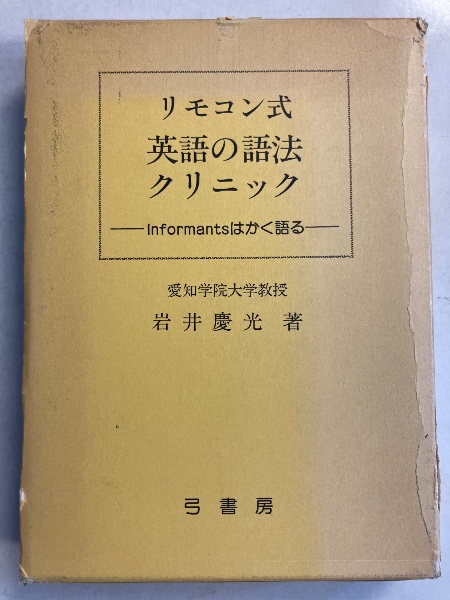 リモコン式
英語の語法
クリニック
―Informantsはかく語る―
愛知学院大学教授
岩井慶光 著
弓書房